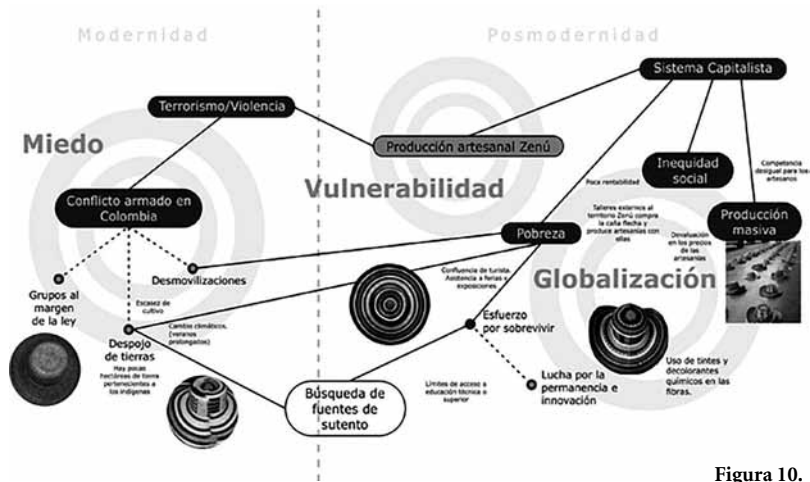 Modernidad
Posmodernidad
Sistema Capitalista
Terrorismo/Violencia
Miedo
Producción artesanal Zenú
Inequidad
social
Competencia
desigual para los
artesanos
Vulnerabilidad
Poca rentabilidad
Conflicto armado en
Colombia
Talleres externos al
territorio Zenú compra
la caña flecha y
produce artesanías con
ellas
Producción
masiva
Pobreza
Devaluación
en los precios
de las
artesanías
Desmovilizaciones
Grupos al
margen
de la ley
Confluencia de turista.
Asistencia a ferias e
exposiciones.
Globalización
Escasez de
cultivo
Cambio climáticos.
(veranos
prolongados)
Despojo
de tierras
Hay pocas
hectáreas de tierra
pertenecientes a
los indígenas
Esfuerzo
por sobrevivir
Uso de tintes y
decolorantes
químicos en las
fibras.
Búsqueda de
fuentes de
sutento
Límites de acceso a
educación técnica o
superior
Lucha por la
permanencia e
innovación
Figura 10.